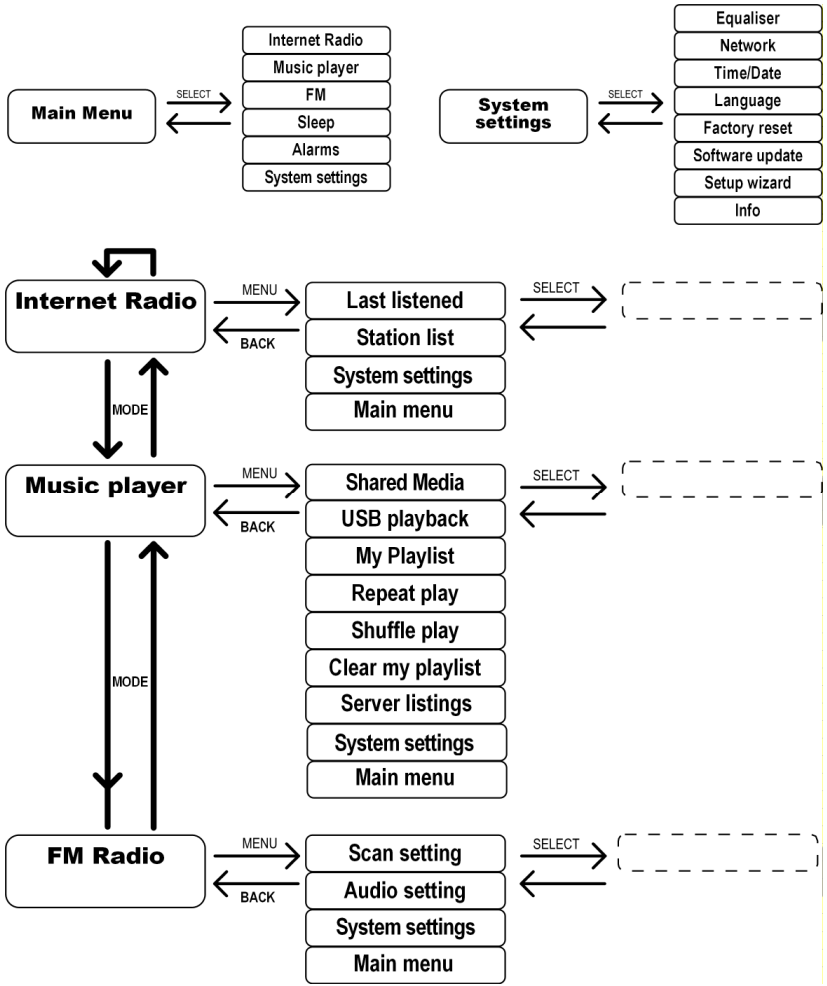 Main Menu
SELECT
Internet Radio
Music player
FM
Sleep
Alarms
System settings
System
settings
SELECT
Equaliser
Network
Time/Date
Language
Factory reset
Software update
Setup wizard
Info
Internet Radio
MENU
BACK
Last listened
Station list
System settings
Main menu
SELECT
MODE
Music player
MENU
BACK
Shared Media
USB playback
My Playlist
Repeat play
Shuffle play
Clear my playlist
Server listings
System settings
Main menu
SELECT
MODE
FM Radio
MENU
BACK
Scan setting
Audio setting
System settings
Main menu
SELECT